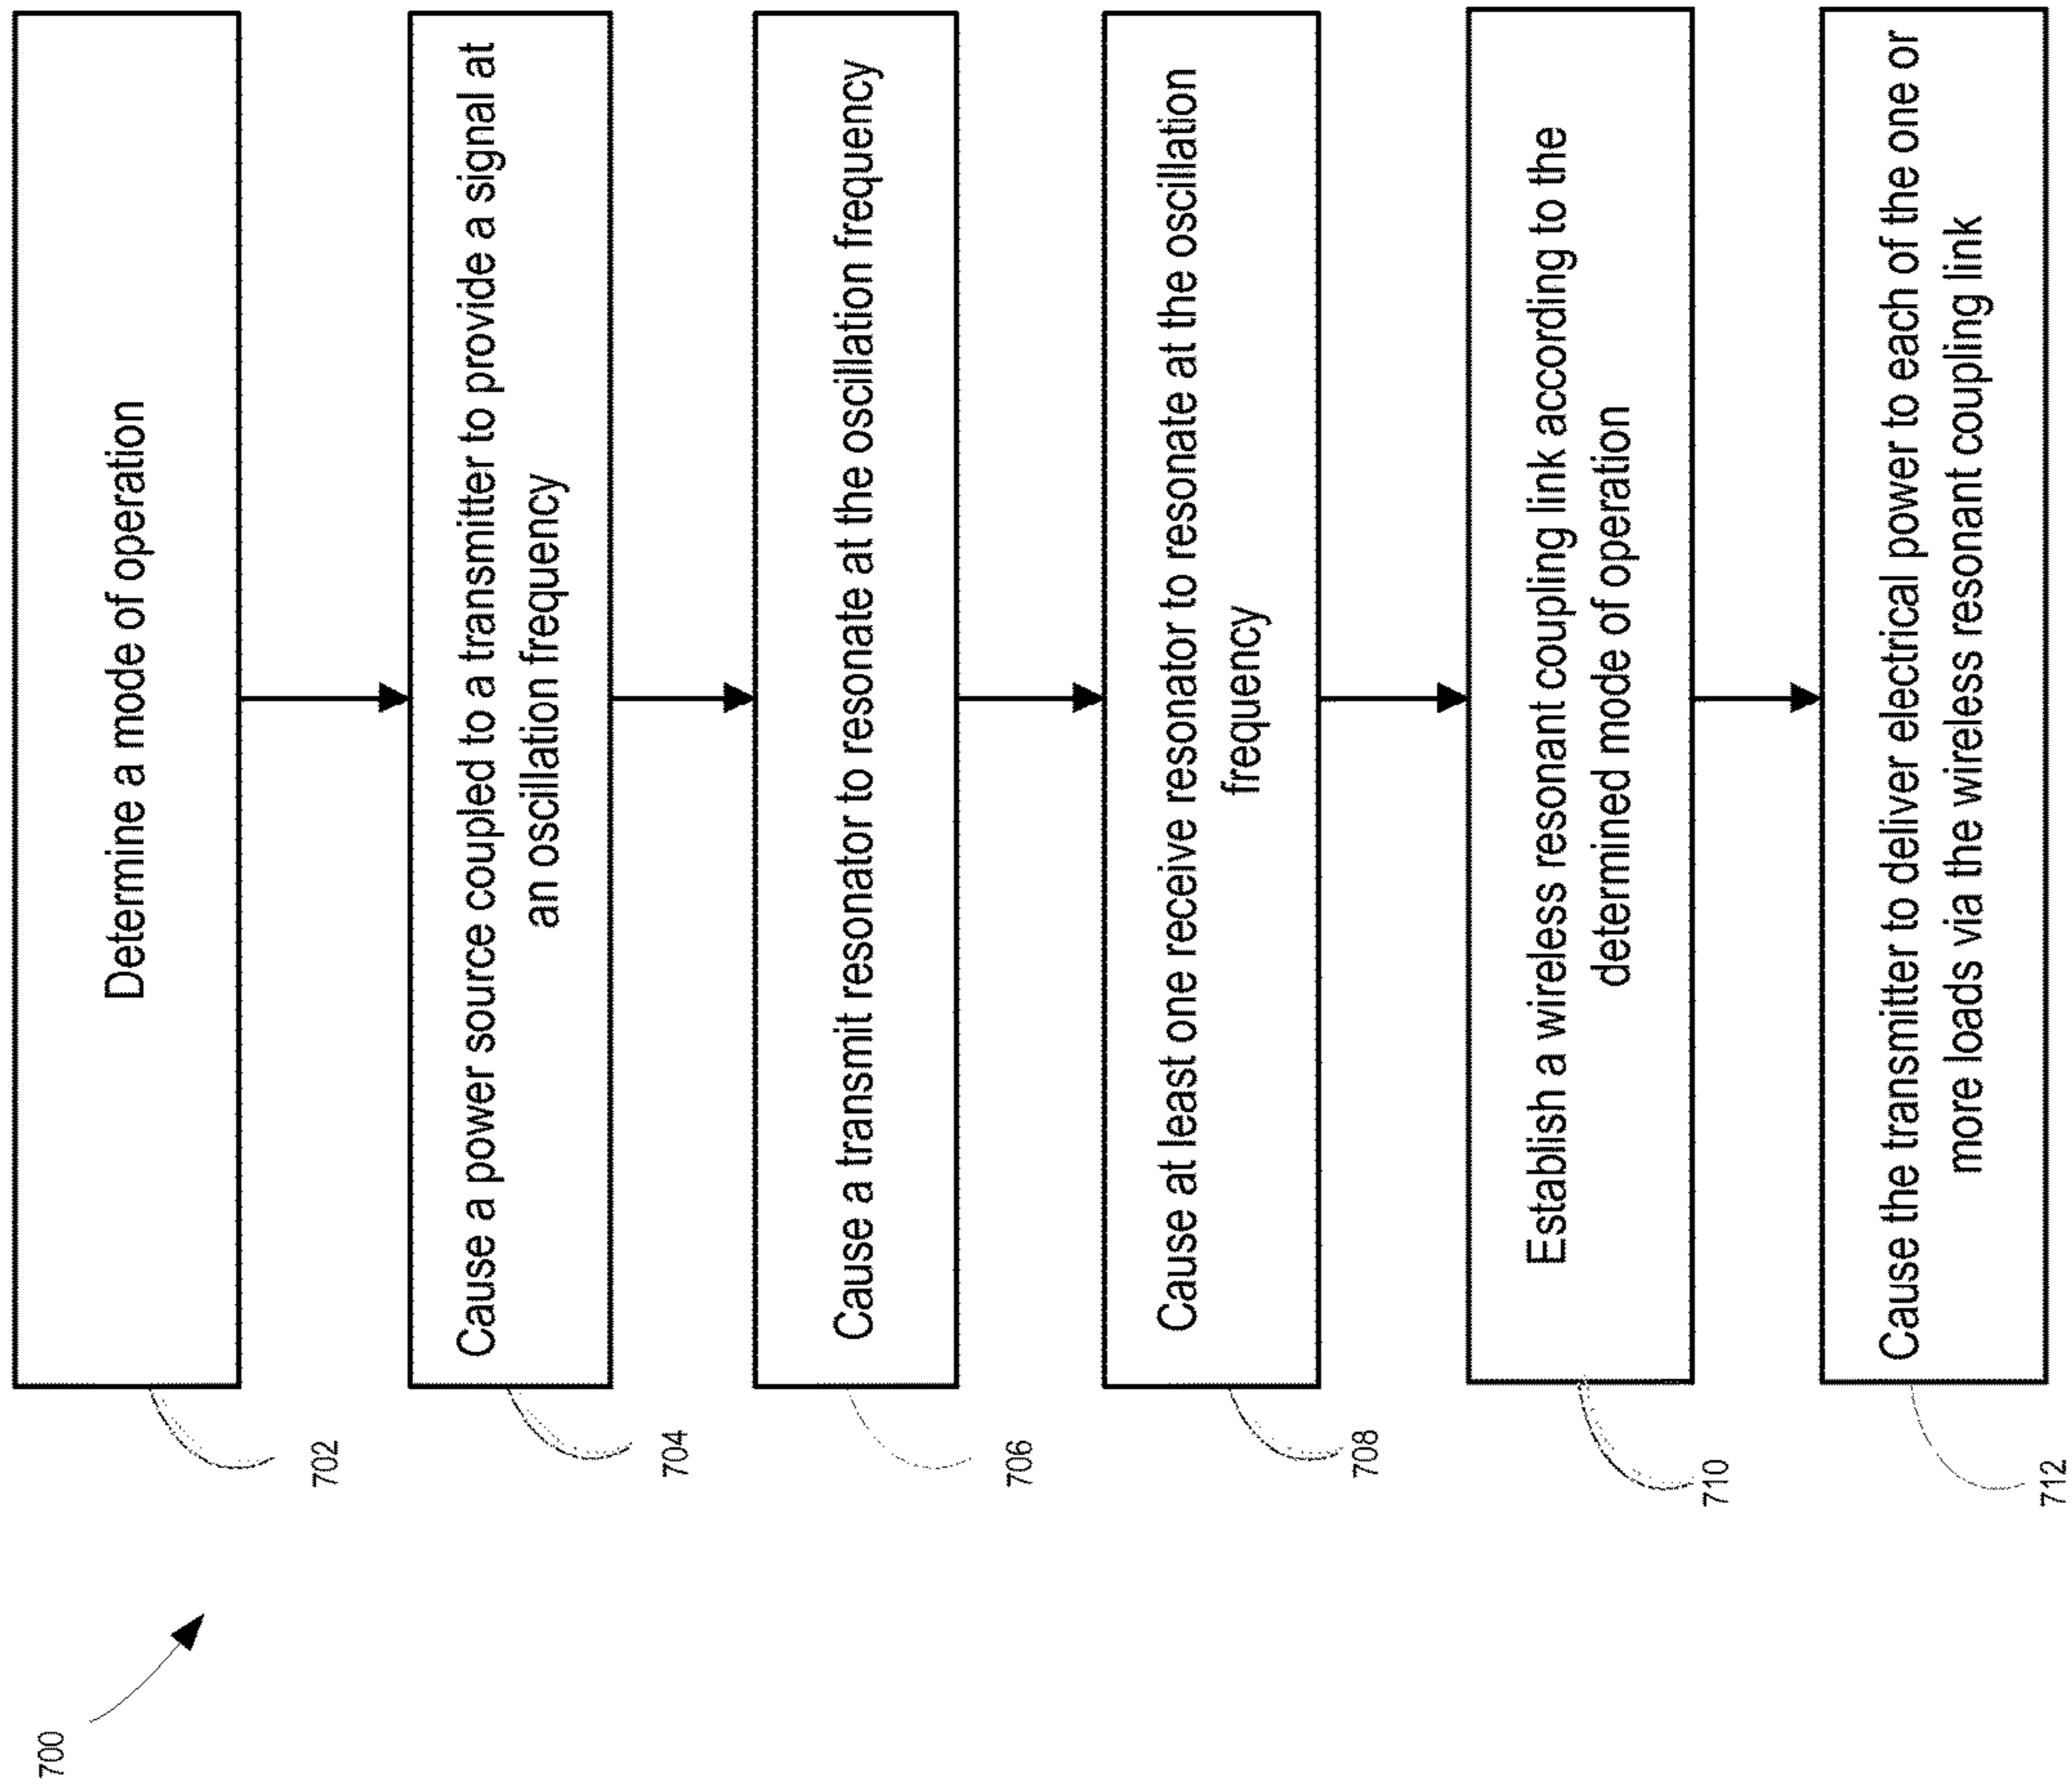 700
702
Determine a mode of operation
704
Cause a power source coupled to a transmitter to provide a signal at
an oscillation frequency
706
Cause a transmit resonator to resonate at the oscillation frequency
708
Cause at least one receive resonator to resonate at the oscillation
frequency
710
Establish a wireless resonant coupling link according to the
determined mode of operation
712
Cause the transmitter to deliver electrical power to each of the one or
more loads via the wireless resonant coupling link